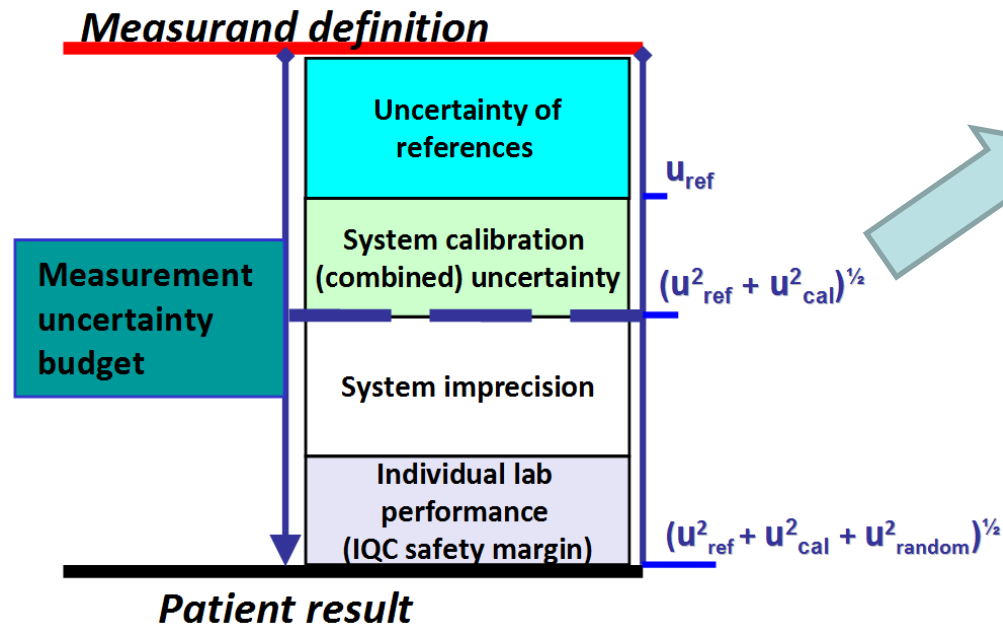 Measurand definition
Uncertainty of
references
u_ref
System calibration
(combined) uncertainty
(u²_ref + u²_cal)^½
Measurement
uncertainty
budget
System imprecision
Individual lab
performance
(IQC safety margin)
(u²_ref + u²_cal + u²_random)^½
Patient result